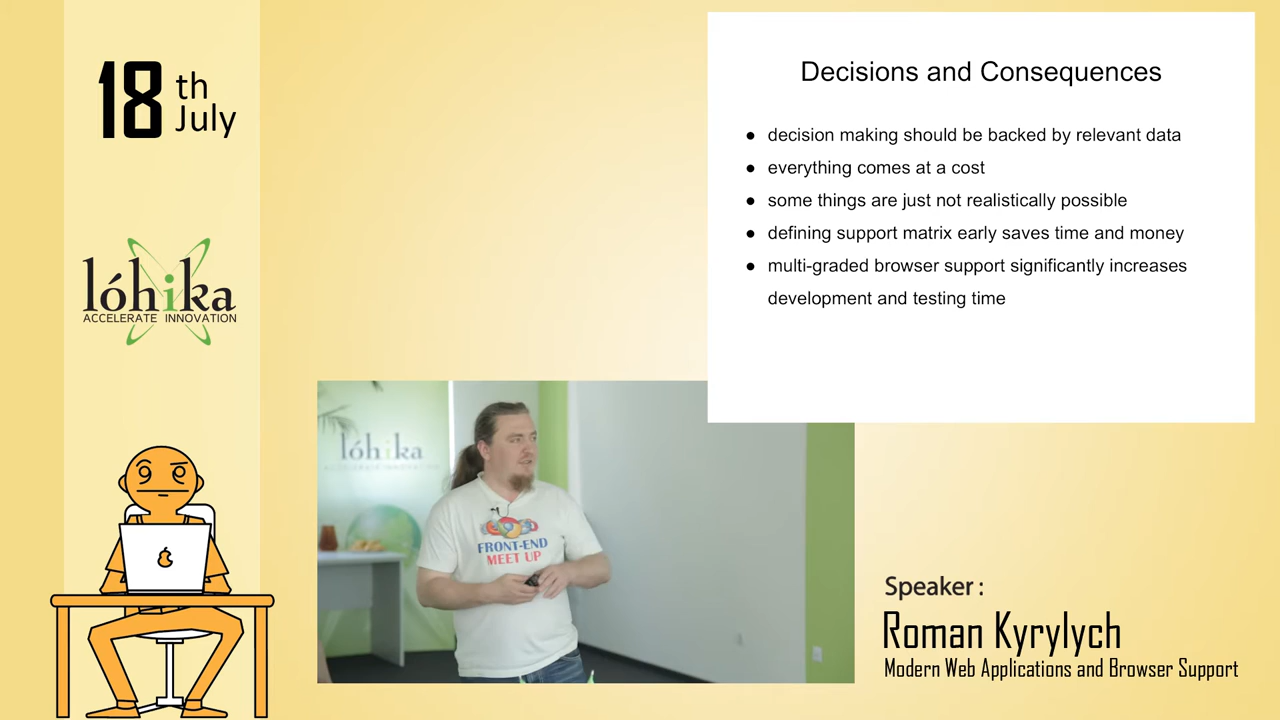 18 th
July
lóhika
ACCELERATE INNOVATION
Decisions and Consequences
● decision making should be backed by relevant data
● everything comes at a cost
● some things are just not realistically possible
● defining support matrix early saves time and money
● multi-graded browser support significantly increases
development and testing time
lóhika
ACCELERATE INNOVATION
FRONT-END
MEET UP
Speaker :
Roman Kyrylych
Modern Web Applications and Browser Support